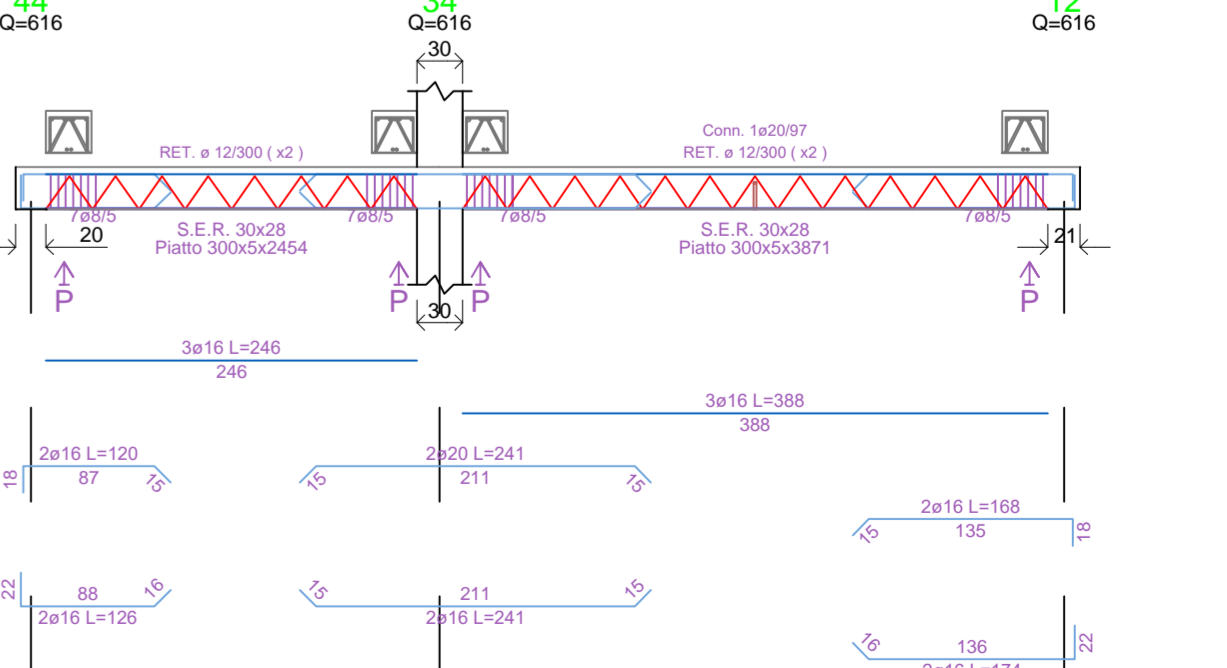 44 34 12
Q=616 Q=616 Q=616
30
Conn. 1ø20/97
RET. ø 12/300 ( x2 ) RET. ø 12/300 ( x2 )
7ø8/5 7ø8/5 7ø8/5 7ø8/5
S.E.R. 30x28 S.E.R. 30x28
20 21
Piatto 300x5x2454 Piatto 300x5x3871
P P P P
30
3ø16 L=246
246
3ø16 L=388
388
2ø16 L=120 2ø20 L=241
18 87 15 15 211 15
2ø16 L=168
15 135 18
22 88 16 15 211 15
2ø16 L=126 2ø16 L=241
16 136 22
2ø16 L=174